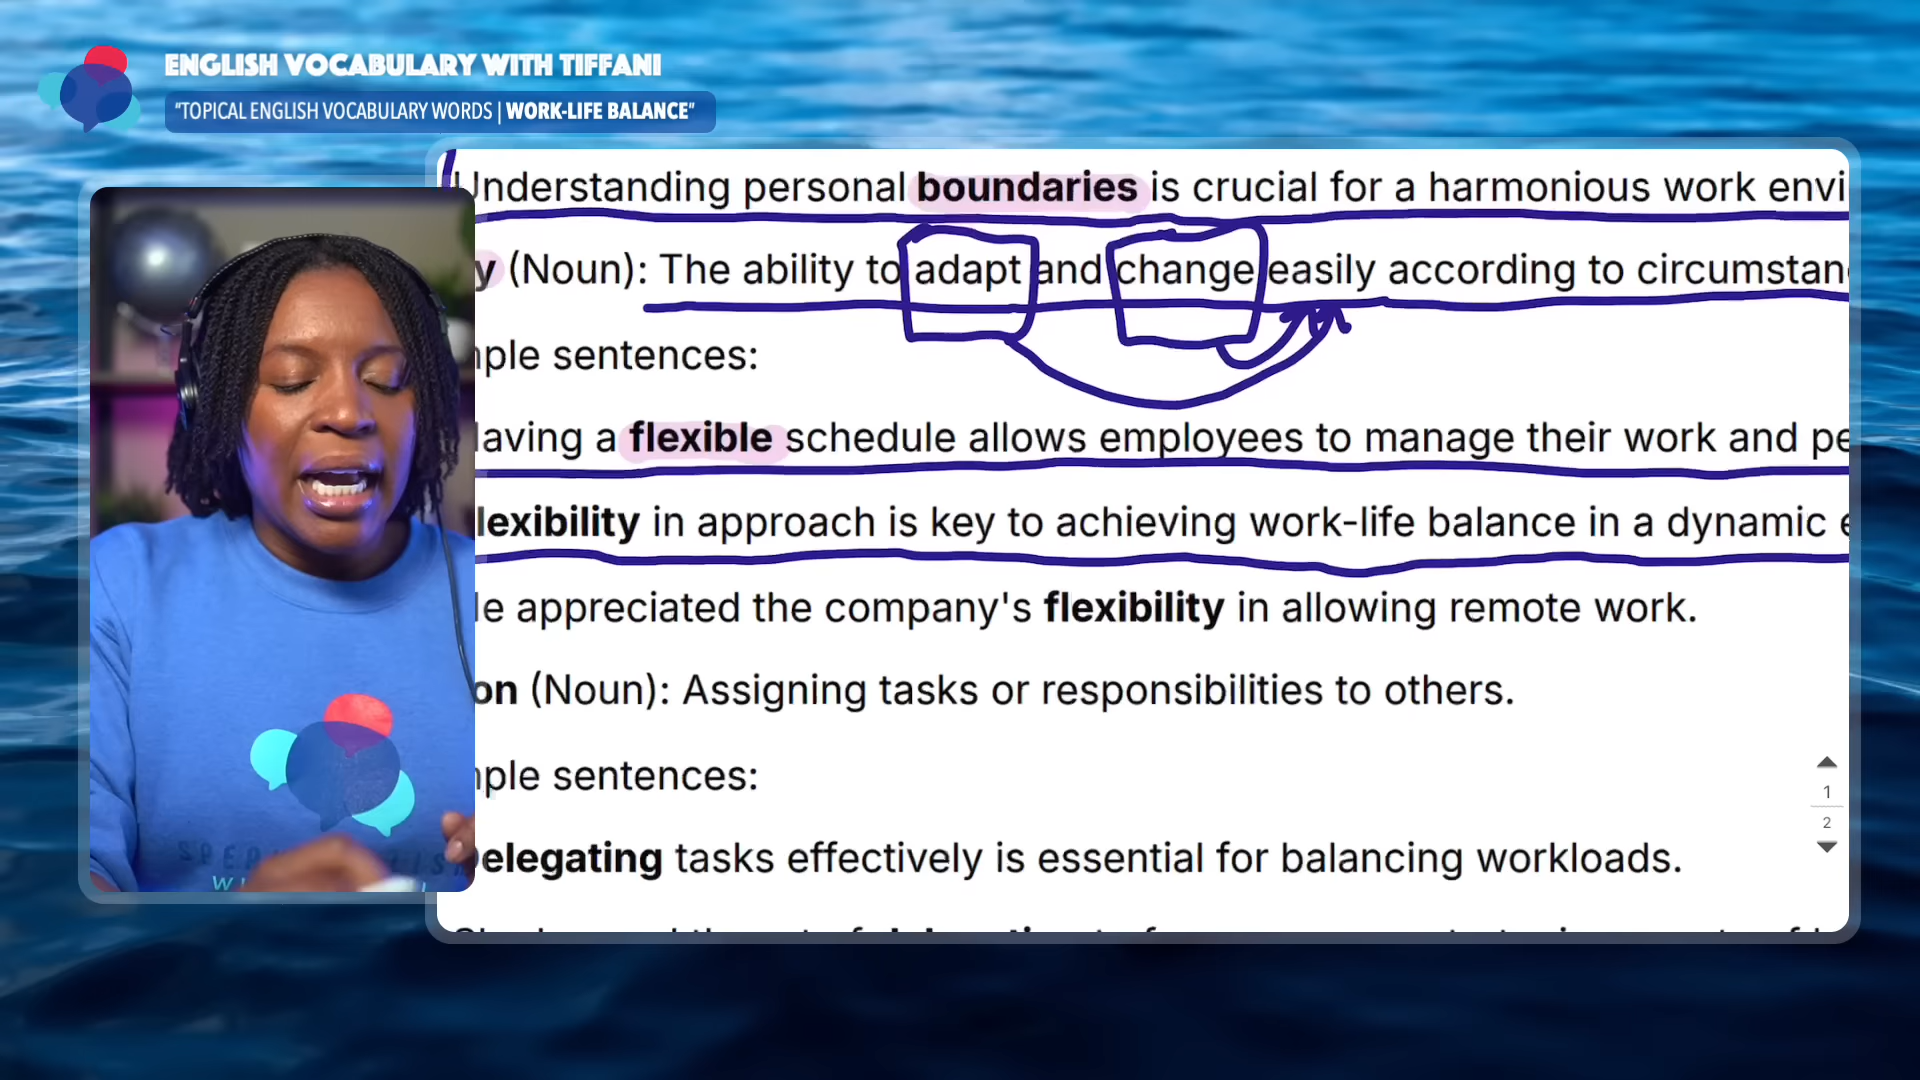 ENGLISH VOCABULARY WITH TIFFANI
"TOPICAL ENGLISH VOCABULARY WORDS | WORK-LIFE BALANCE"
Understanding personal boundaries is crucial for a harmonious work envi
y (Noun): The ability to adapt and change easily according to circumstan
ple sentences:
aving a flexible schedule allows employees to manage their work and pe
lexibility in approach is key to achieving work-life balance in a dynamic e
e appreciated the company's flexibility in allowing remote work.
on (Noun): Assigning tasks or responsibilities to others.
ple sentences:
elegating tasks effectively is essential for balancing workloads.
1
2